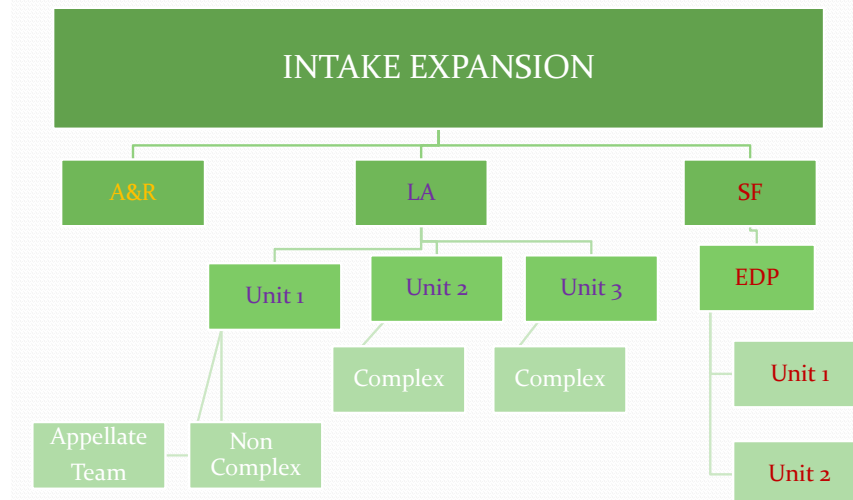 INTAKE EXPANSION
A&R
LA
SF
Unit 1
Unit 2
Unit 3
EDP
Complex
Complex
Unit 1
Appellate
Team
Non
Complex
Unit 2